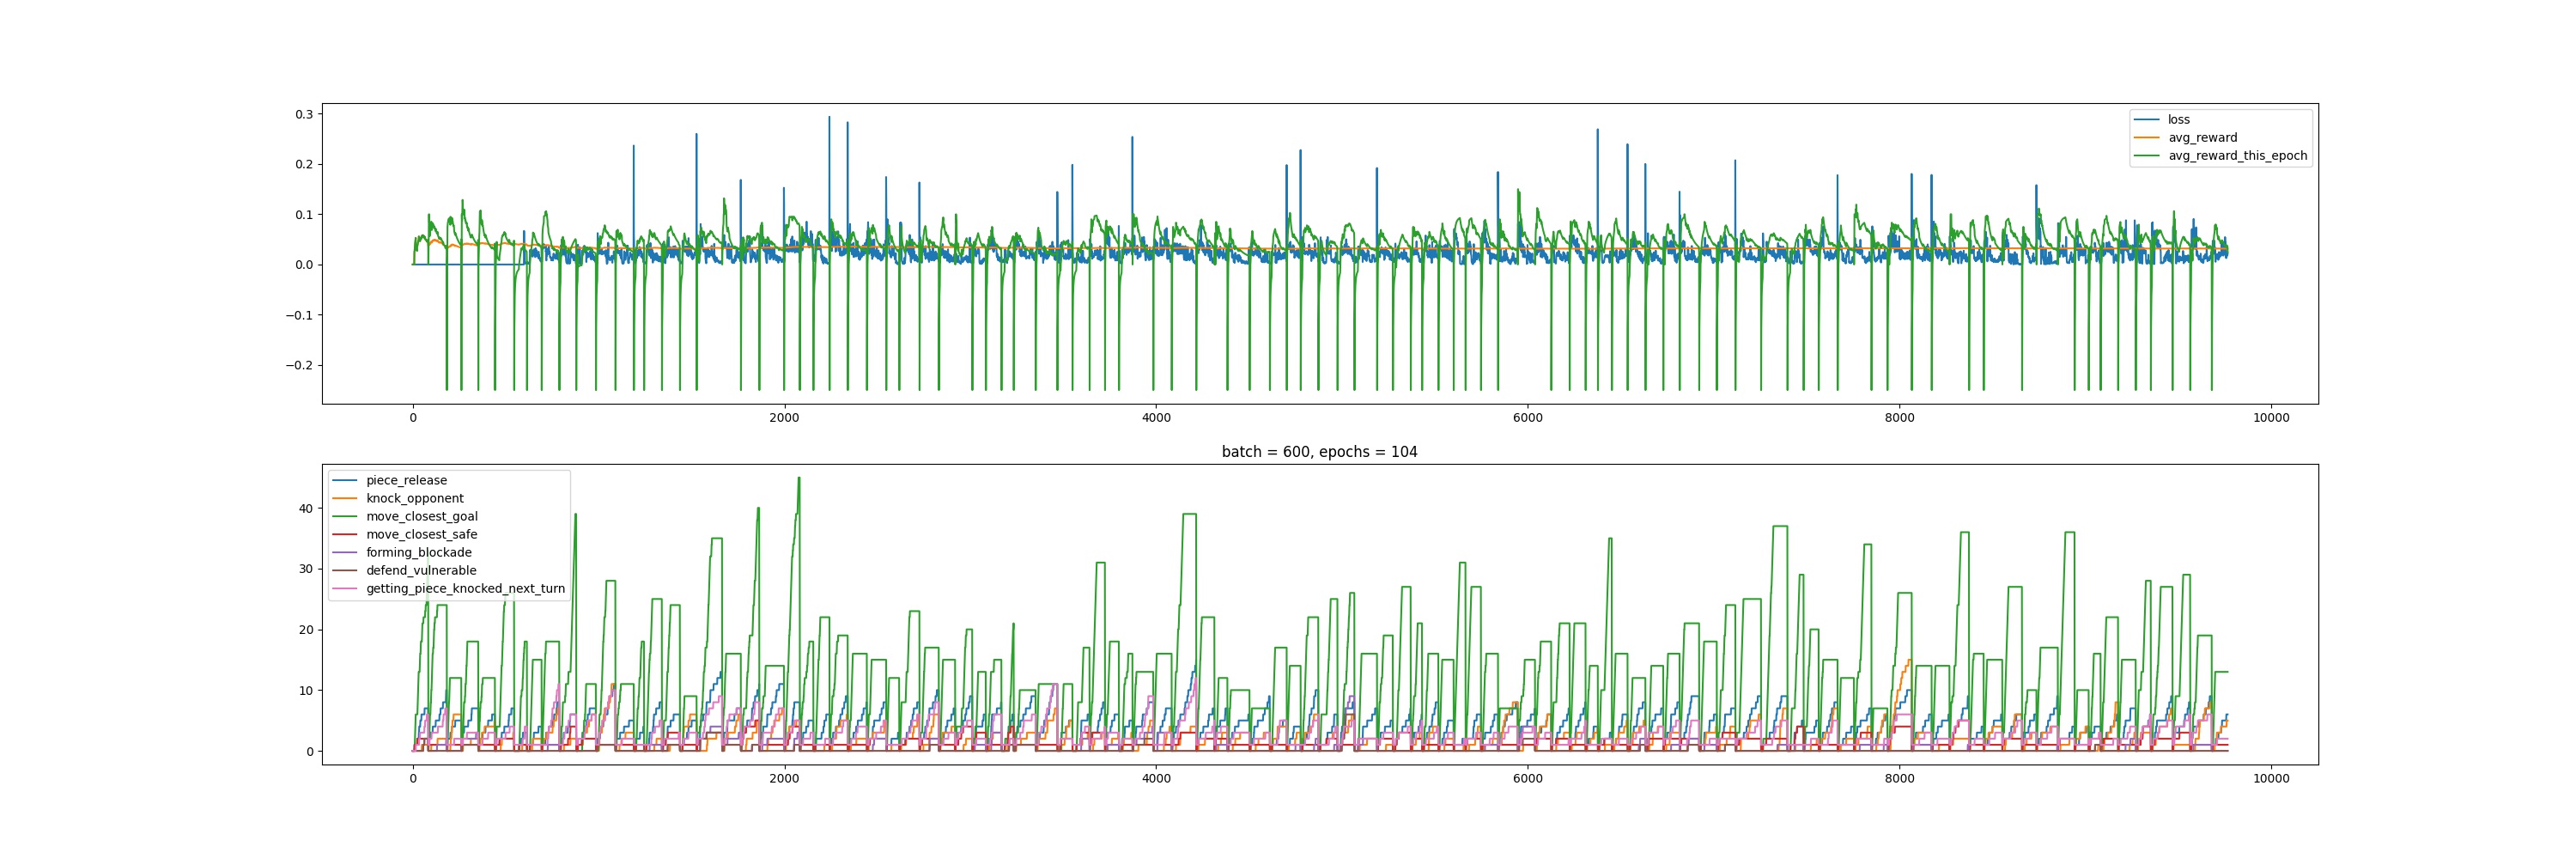 0.3
0.2
0.1
0.0
−0.1
−0.2
loss
avg_reward
avg_reward_this_epoch
0 2000 4000 6000 8000 10000
batch = 600, epochs = 104
40
30
20
10
0
piece_release
knock_opponent
move_closest_goal
move_closest_safe
forming_blockade
defend_vulnerable
getting_piece_knocked_next_turn
0 2000 4000 6000 8000 10000